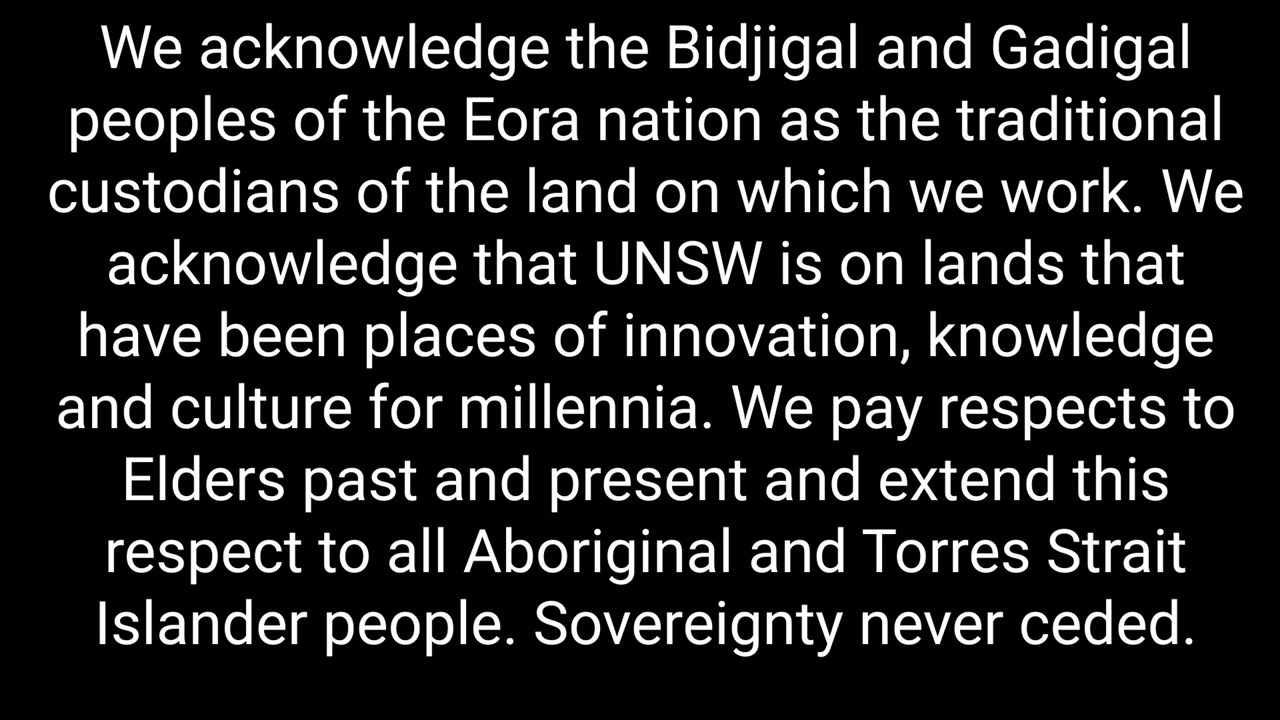 We acknowledge the Bidjigal and Gadigal
peoples of the Eora nation as the traditional
custodians of the land on which we work. We
acknowledge that UNSW is on lands that
have been places of innovation, knowledge
and culture for millennia. We pay respects to
Elders past and present and extend this
respect to all Aboriginal and Torres Strait
Islander people. Sovereignty never ceded.